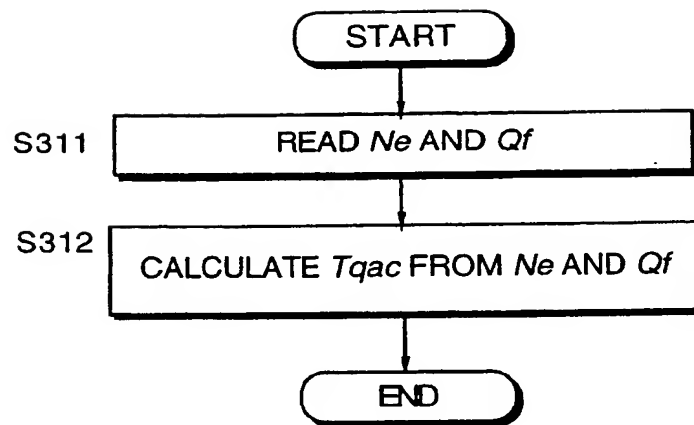 START
S311
READ Ne AND Qf
S312
CALCULATE Tqac FROM Ne AND Qf
END